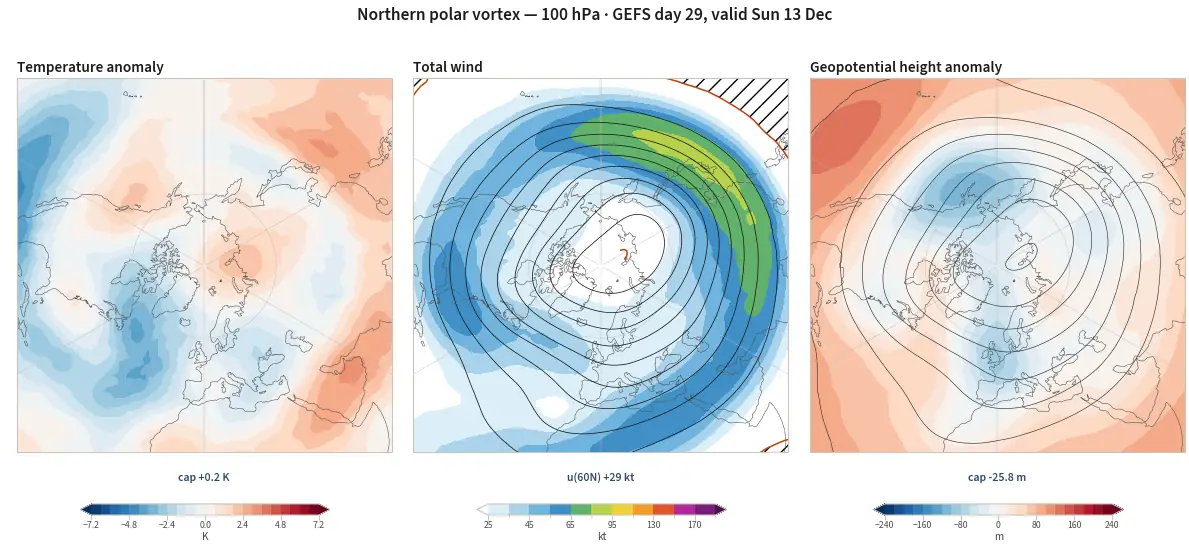 Northern polar vortex — 100 hPa · GEFS day 29, valid Sun 13 Dec
Temperature anomaly
Total wind
Geopotential height anomaly
cap +0.2 K
u(60N) +29 kt
cap -25.8 m
−7.2 −4.8 −2.4 0.0 2.4 4.8 7.2
K
25 45 65 95 130 170
kt
−240 −160 −80 0 80 160 240
m